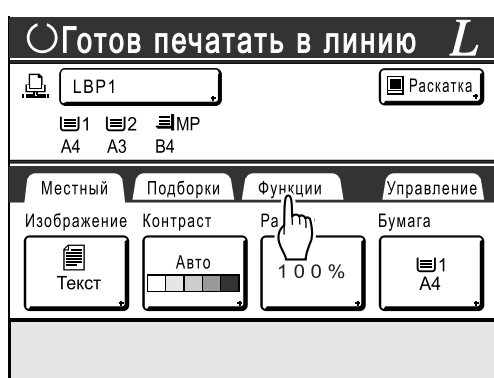 Готов печатать в линию L
LBP1 Раскатка
1 2 MP
A4 A3 B4
Местный Подборки Функции Управление
Изображение Контраст Бумага
Текст Авто 100% 1
A4